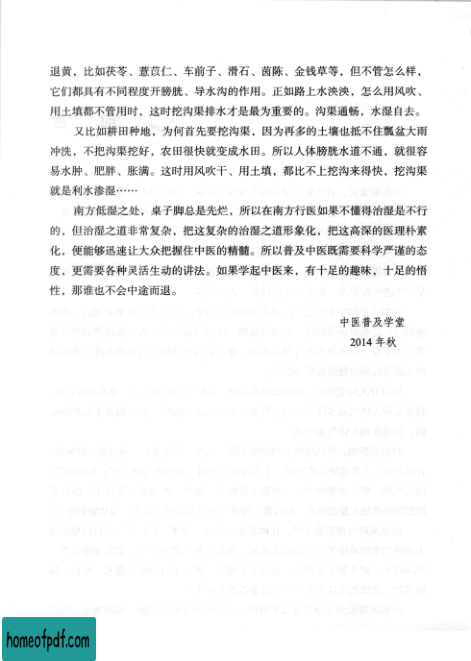 退黄，比如茯苓、薏苡仁、车前子、滑石、茵陈、金钱草等，但不管怎么样，
它们都具有不同程度开膀胱、导水沟的作用。正如路上水泱泱，怎么用风吹、
用土填都不管用时，这时挖沟渠排水才是最为重要的。沟渠通畅，水湿自去。
又比如耕田种地，为何首先要挖沟渠，因为再多的土壤也抵不住瓢盆大雨
冲洗，不把沟渠挖好，农田很快就变成水田。所以人体膀胱水道不通，就很容
易水肿、肥胖、胀满。这时用风吹干、用土填，都比不上挖沟来得快，挖沟渠
就是利水渗湿……
南方低湿之处，桌子脚总是先烂，所以在南方行医如果不懂得治湿是不行
的，但治湿之道非常复杂，把这复杂的治湿之道形象化，把这高深的医理朴素
化，便能够迅速让大众把握住中医的精髓。所以普及中医既需要科学严谨的态
度，更需要各种灵活生动的讲法。如果学起中医来，有十足的趣味，十足的悟
性，那谁也不会中途而退。
中医普及学堂
2014 年秋
homeofpdf.com